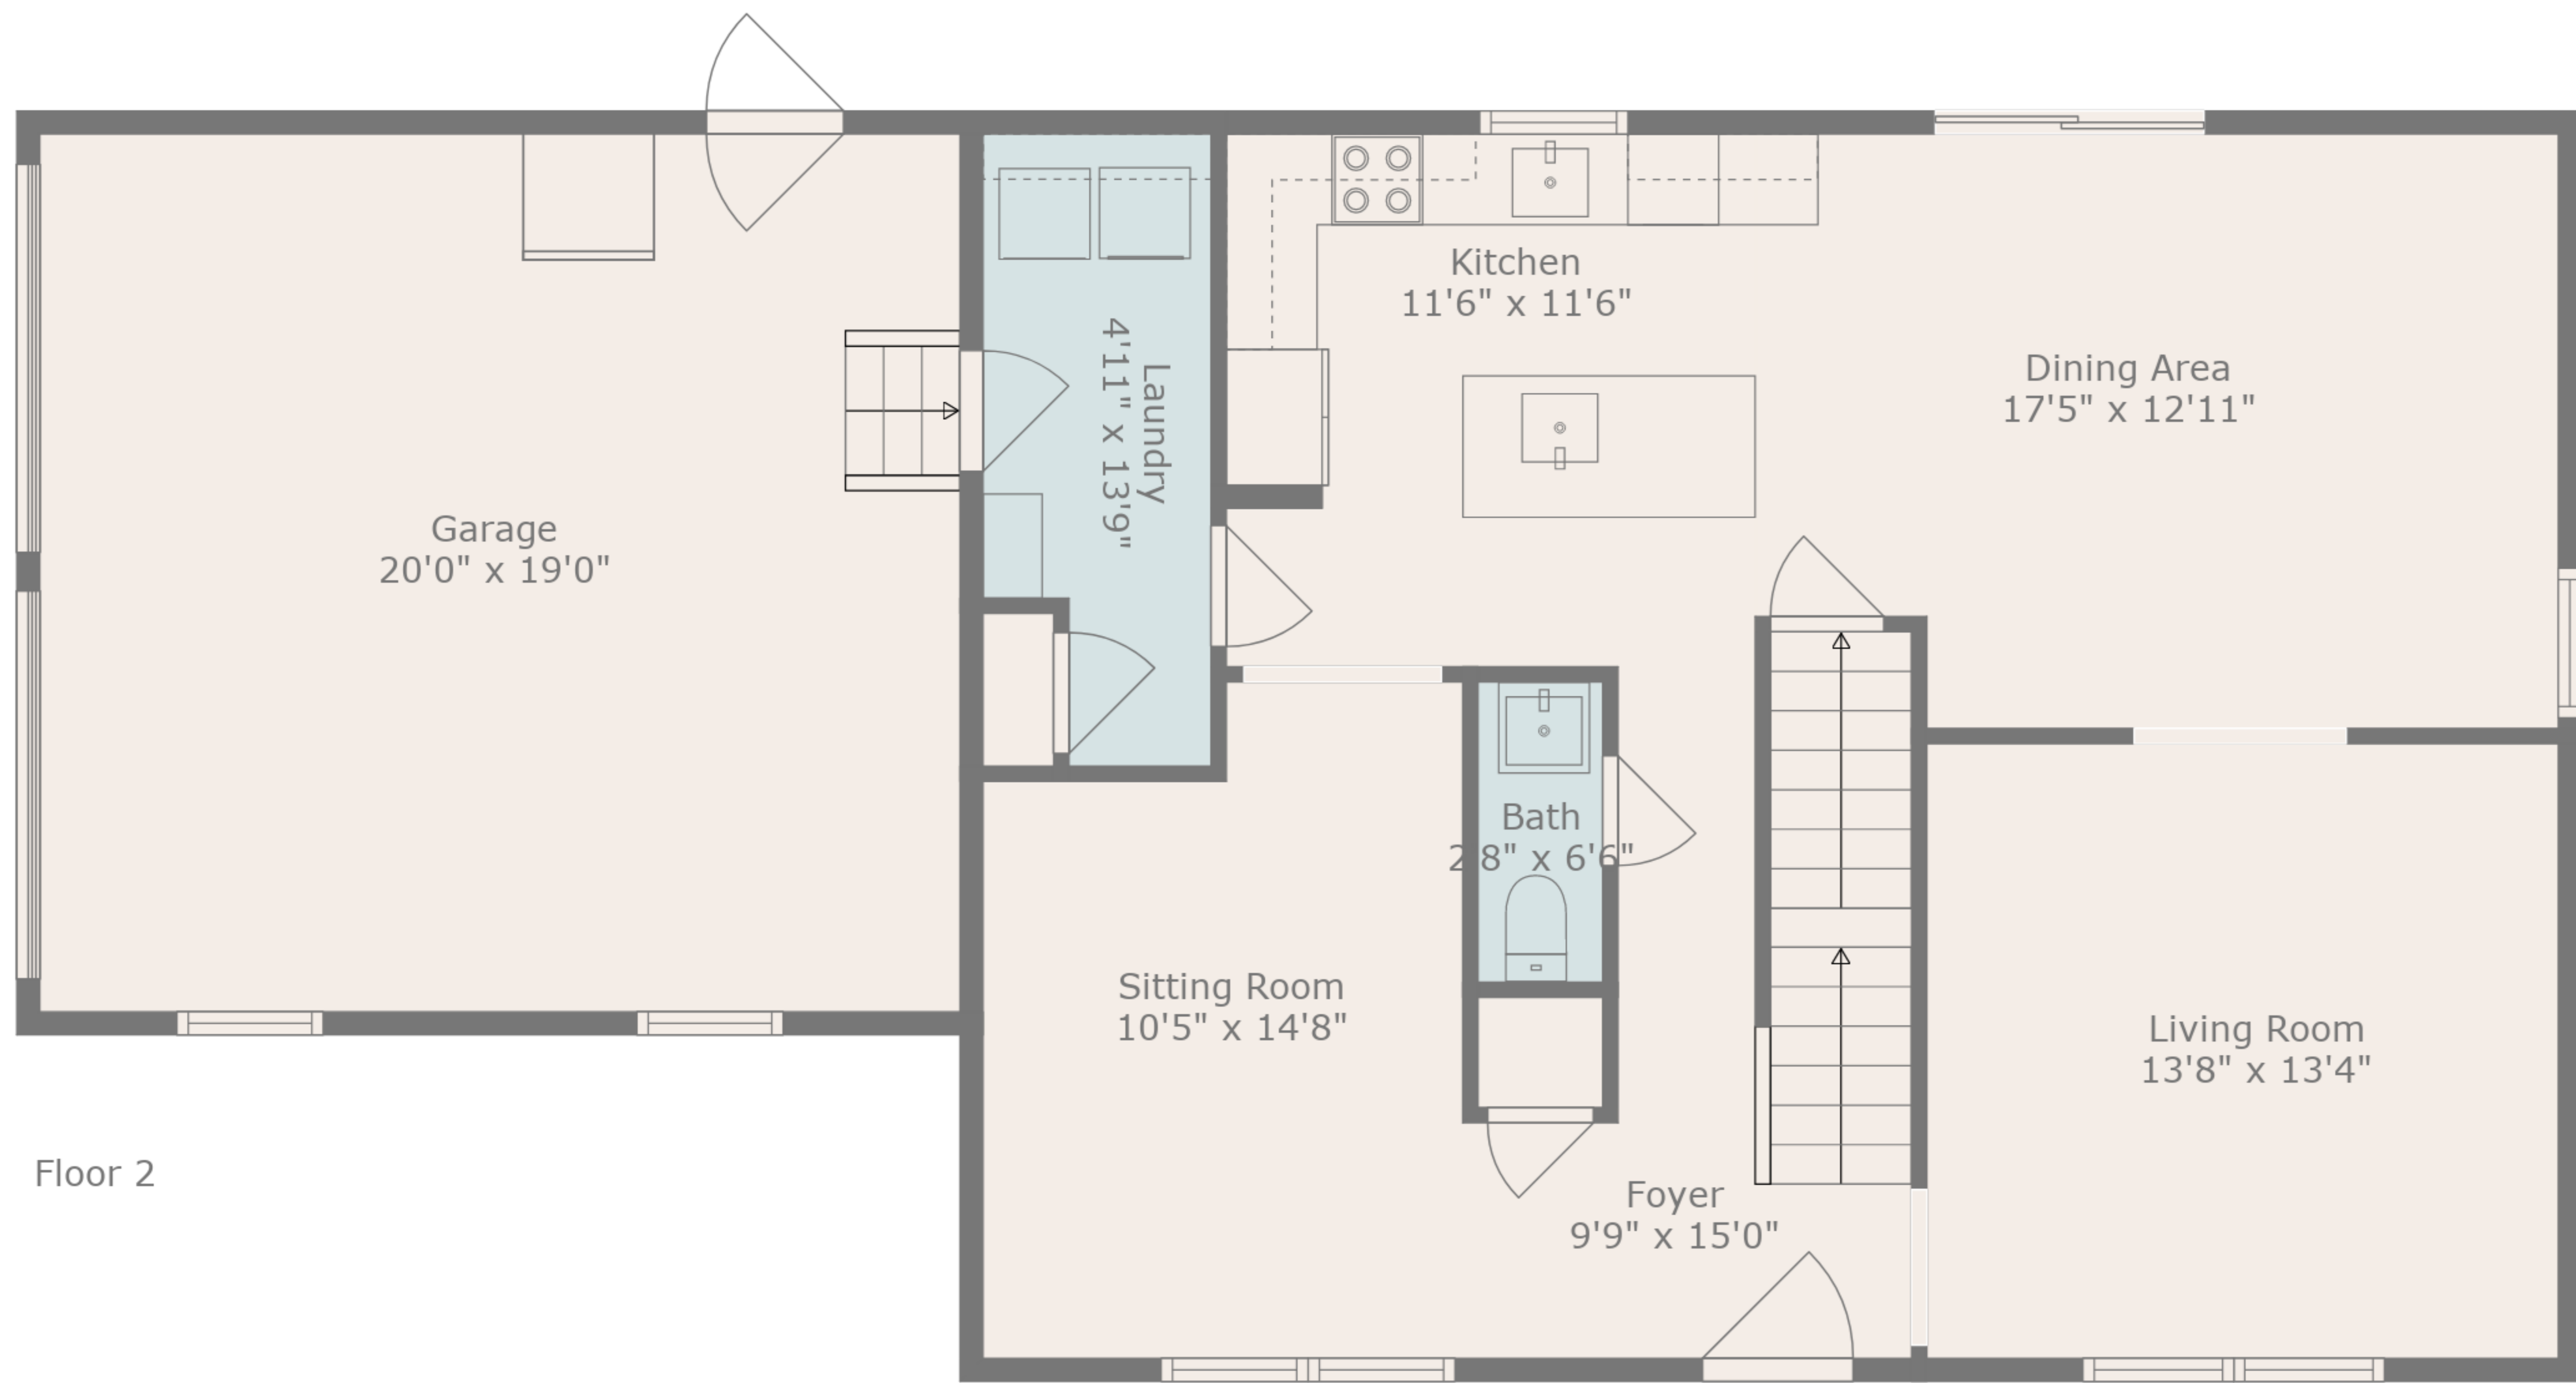 Kitchen
11'6" x 11'6"
Laundry
4'11" x 13'9"
Dining Area
17'5" x 12'11"
Garage
20'0" x 19'0"
Bath
2'8" x 6'6"
Sitting Room
10'5" x 14'8"
Living Room
13'8" x 13'4"
Floor 2
Foyer
9'9" x 15'0"